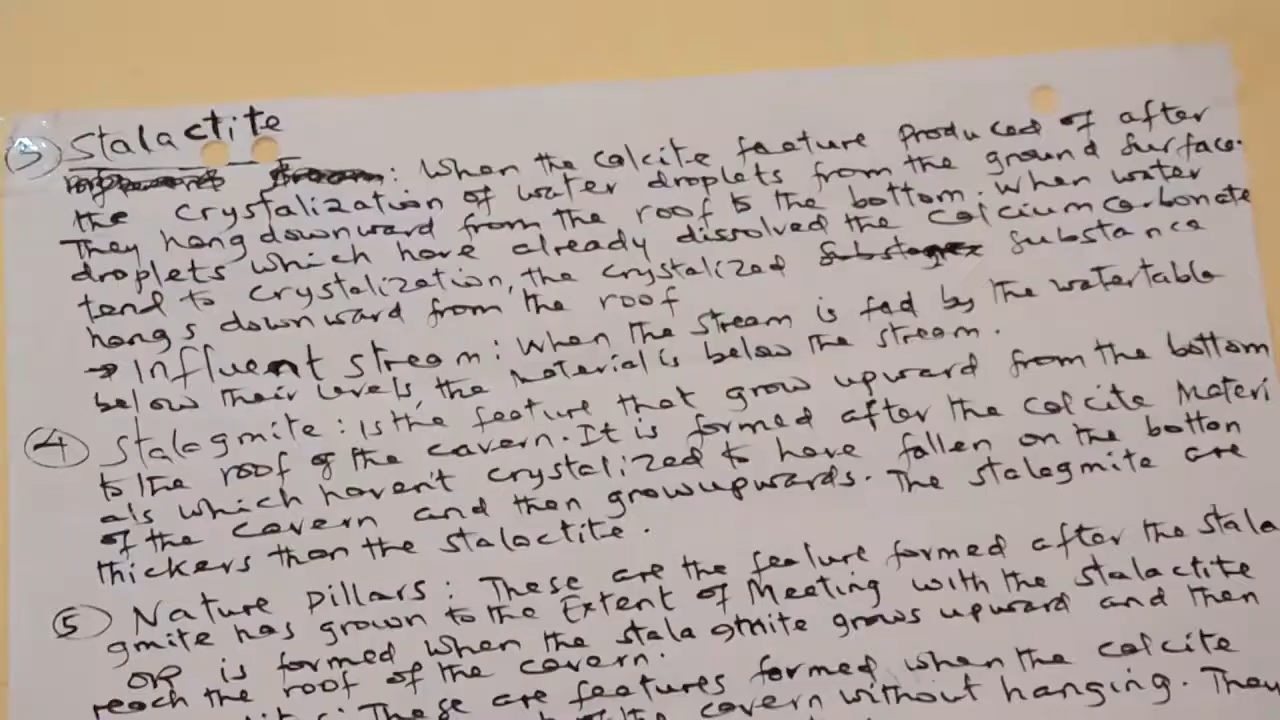 3 Stalactite
: When the calcite feature produced of after
the crystalization of water droplets from the ground surface.
They hang downward from the roof to the bottom. When water
droplets which have already dissolved the calcium carbonate
tend to crystalization, the crystalized substance
hangs downward from the roof
→ Influent stream: When the stream is fed by the watertable
below their levels, the material is below the stream.
4 Stalagmite: Is the feature that grow upward from the bottom
to the roof of the cavern. It is formed after the calcite Materi
als which haven't crystalized to have fallen on the botton
of the cavern and then grow upwards. The stalagmite are
thickers than the stalactite.
5 Nature Pillars: These are the fealure formed after the stala
gmite has grown to the Extent of Meeting with the stalactite
OR is formed when the stalagmite grows upward and then
reach the roof of the cavern.
: These are features formed when the calcite
cavern without hanging. They